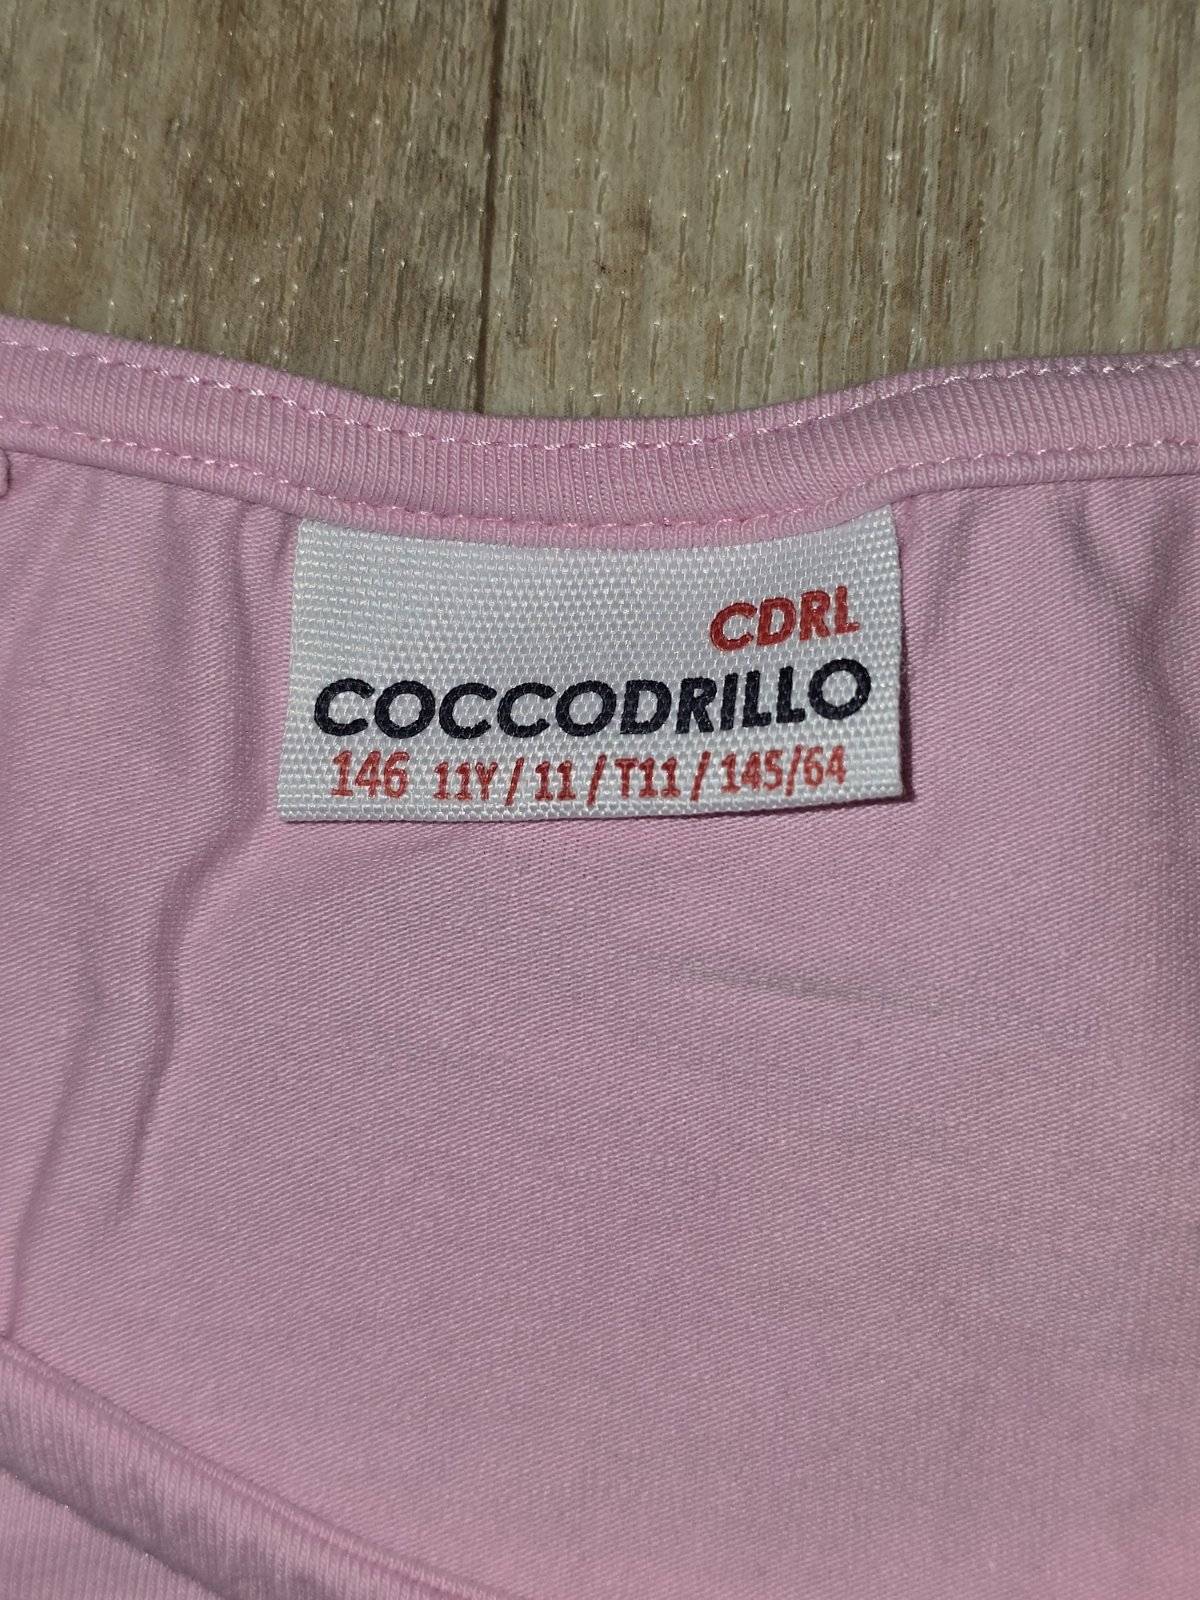 CDRL
COCCODRILLO
146 11Y / 11 / T11 / 145/64